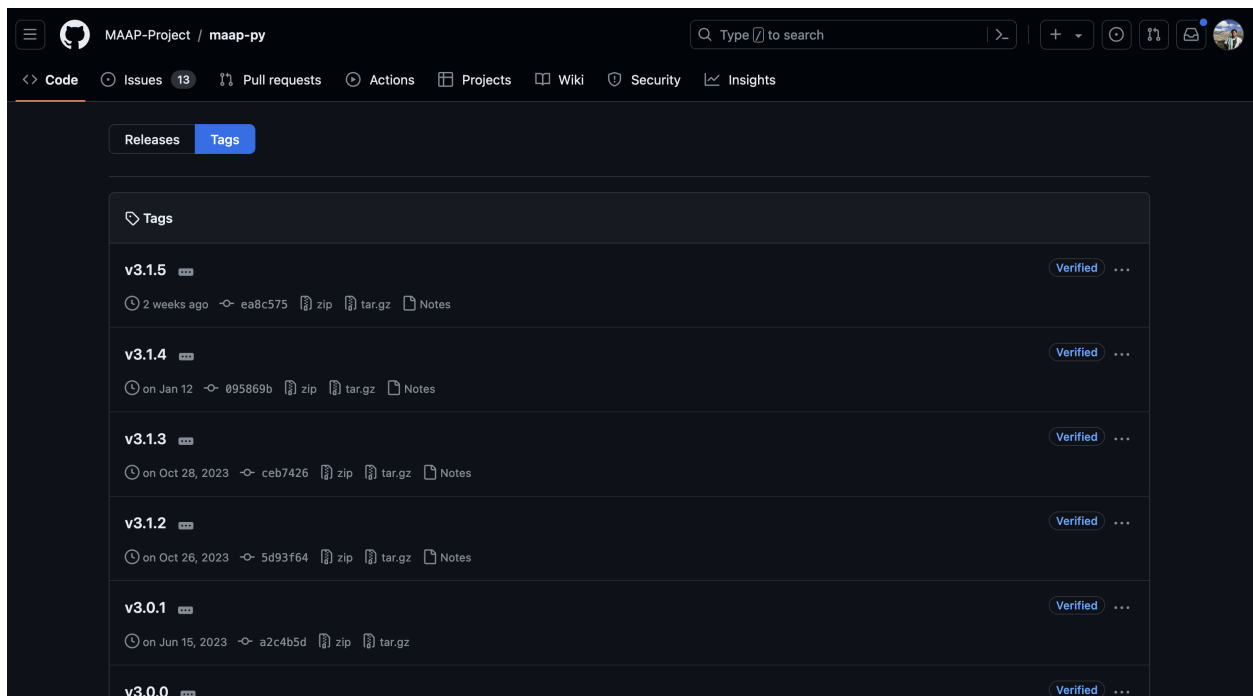 MAAP-Project / maap-py
Type / to search
Code Issues 13 Pull requests Actions Projects Wiki Security Insights
Releases Tags
Tags
v3.1.5 Verified
2 weeks ago ea8c575 zip tar.gz Notes
v3.1.4 Verified
on Jan 12 095869b zip tar.gz Notes
v3.1.3 Verified
on Oct 28, 2023 ceb7426 zip tar.gz Notes
v3.1.2 Verified
on Oct 26, 2023 5d93f64 zip tar.gz Notes
v3.0.1 Verified
on Jun 15, 2023 a2c4b5d zip tar.gz
v3.0.0 Verified